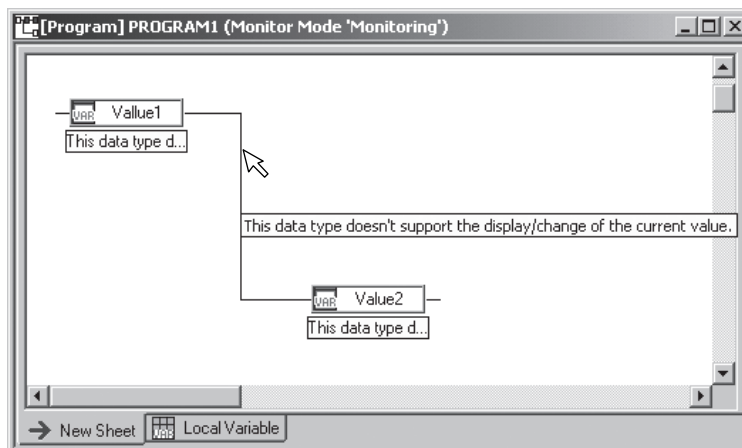 [Program] PROGRAM1 (Monitor Mode 'Monitoring')
VAR Vallue1
This data type d...
This data type doesn't support the display/change of the current value.
VAR Value2
This data type d...
New Sheet VAR Local Variable